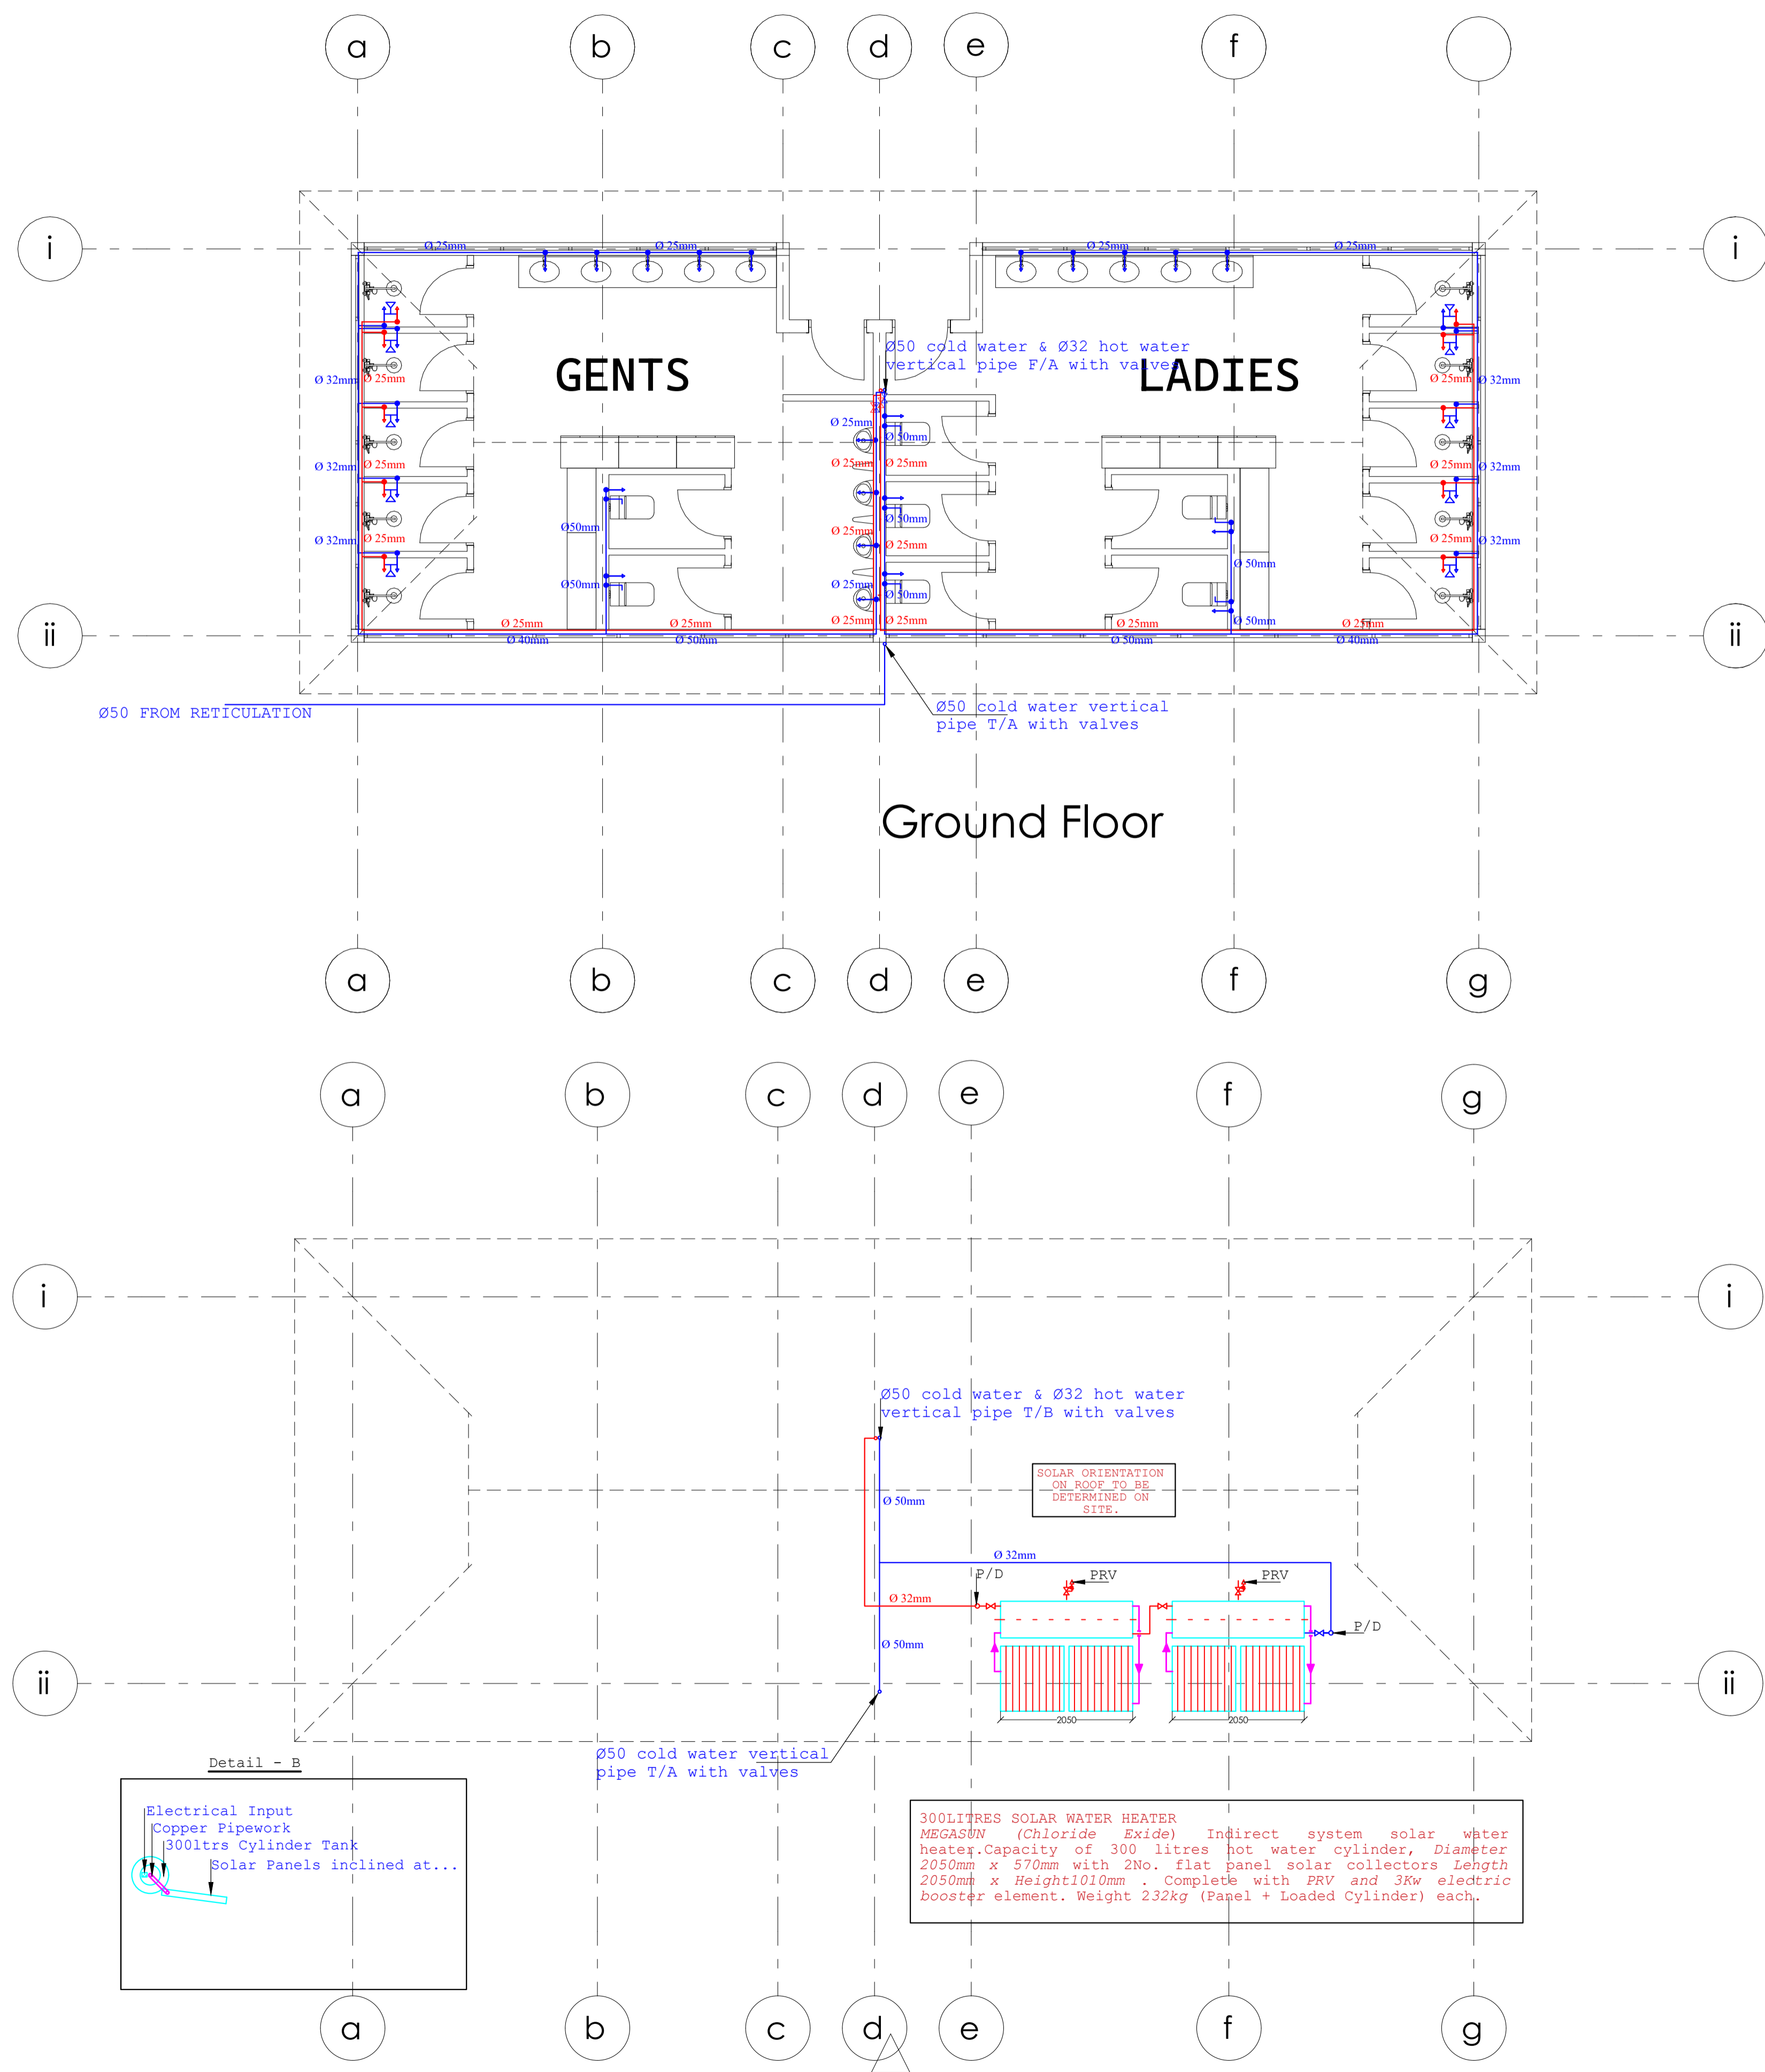 a b c d e f
i i
Ø 25mm Ø 25mm Ø 25mm Ø 25mm
Ø50 cold water & Ø32 hot water
vertical pipe F/A with valves
GENTS LADIES
Ø 32mm Ø 25mm Ø 25mm Ø 32mm
Ø 25mm Ø 50mm
Ø 32mm Ø 25mm Ø 25mm Ø 25mm Ø 25mm Ø 32mm
Ø50mm Ø 50mm
Ø 32mm Ø 25mm Ø 25mm Ø 25mm Ø 25mm Ø 32mm
Ø 50mm
Ø50mm Ø 25mm Ø 50mm
Ø 25mm Ø 25mm Ø 25mm Ø 25mm Ø 50mm Ø 25mm Ø 25mm
Ø 40mm Ø 50mm Ø 50mm Ø 40mm
ii ii
Ø50 FROM RETICULATION
Ø50 cold water vertical
pipe T/A with valves
Ground Floor
a b c d e f g
a b c d e f g
i i
Ø50 cold water & Ø32 hot water
vertical pipe T/B with valves
SOLAR ORIENTATION
ON ROOF TO BE
DETERMINED ON
SITE.
Ø 50mm
Ø 32mm
P/D PRV PRV
Ø 32mm
P/D
Ø 50mm
ii ii
2050 2050
Ø50 cold water vertical
pipe T/A with valves
Detail - B
Electrical Input
Copper Pipework
300ltrs Cylinder Tank
Solar Panels inclined at...
300LITRES SOLAR WATER HEATER
MEGASUN (Chloride Exide) Indirect system solar water
heater.Capacity of 300 litres hot water cylinder, Diameter
2050mm x 570mm with 2No. flat panel solar collectors Length
2050mm x Height1010mm . Complete with PRV and 3Kw electric
booster element. Weight 232kg (Panel + Loaded Cylinder) each.
a b c d e f g